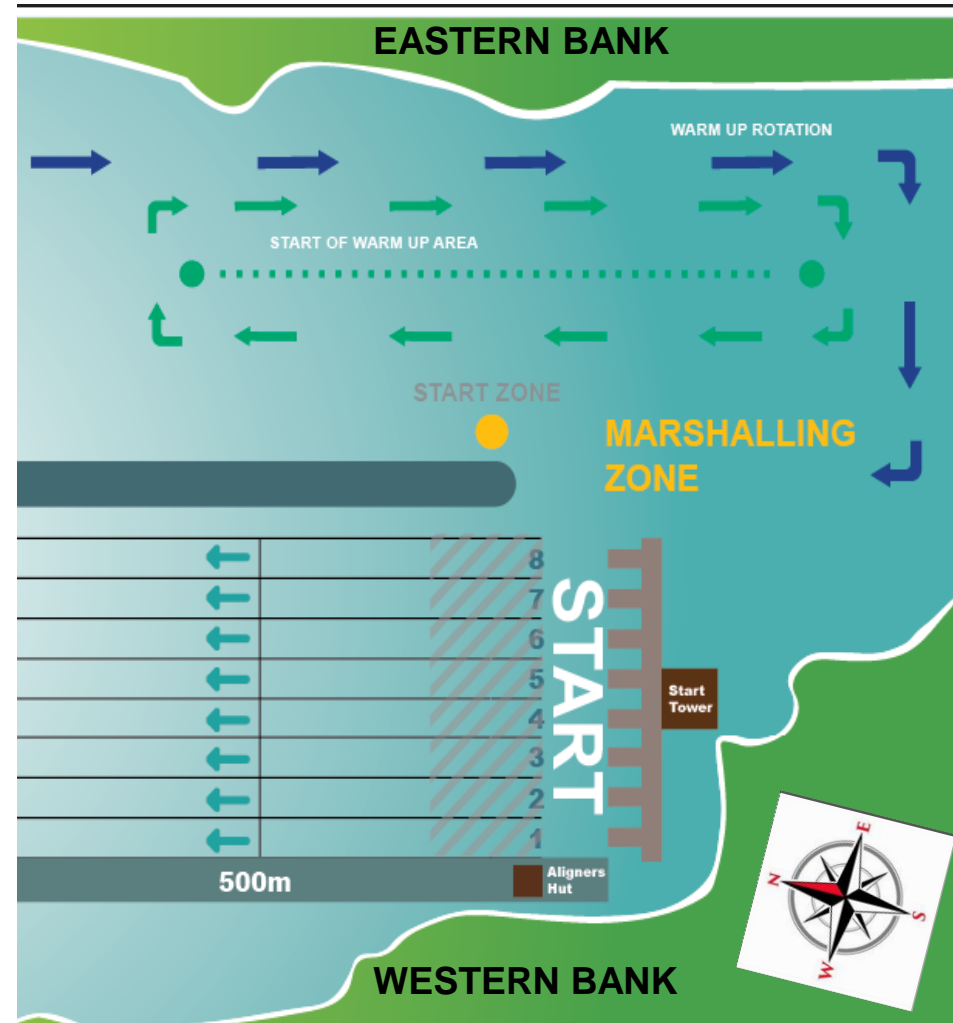 EASTERN BANK
WARM UP ROTATION
START OF WARM UP AREA
START ZONE
MARSHALLING
ZONE
8
7
6
5
4
3
2
1
START
Start
Tower
500m
Aligners
Hut
E
N
S
W
WESTERN BANK